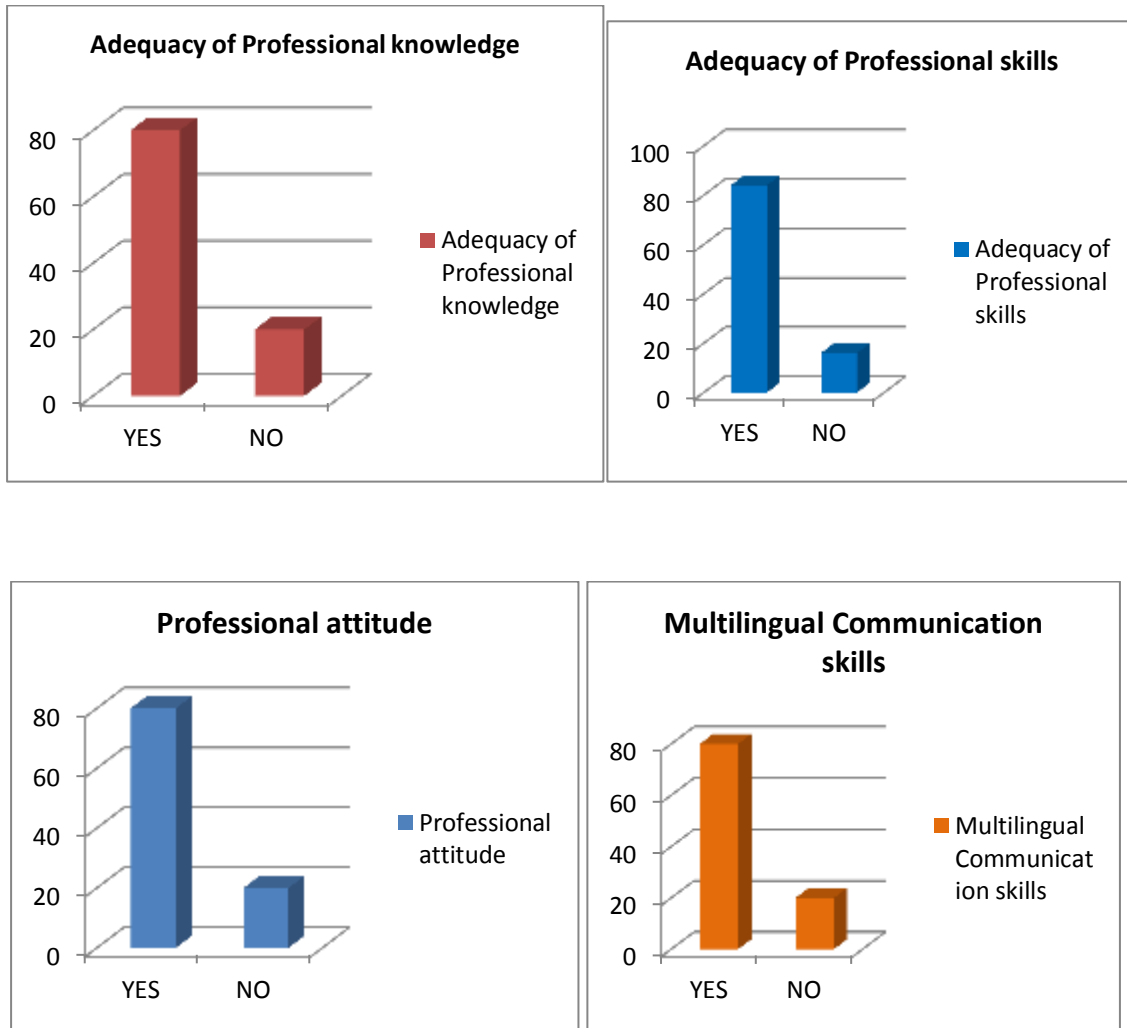 Adequacy of Professional knowledge
80
60
40
20
0
YES NO
Adequacy of
Professional
knowledge
Adequacy of Professional skills
100
80
60
40
20
0
YES NO
Adequacy of
Professional
skills
Professional attitude
80
60
40
20
0
YES NO
Professional
attitude
Multilingual Communication
skills
80
60
40
20
0
YES NO
Multilingual
Communicat
ion skills